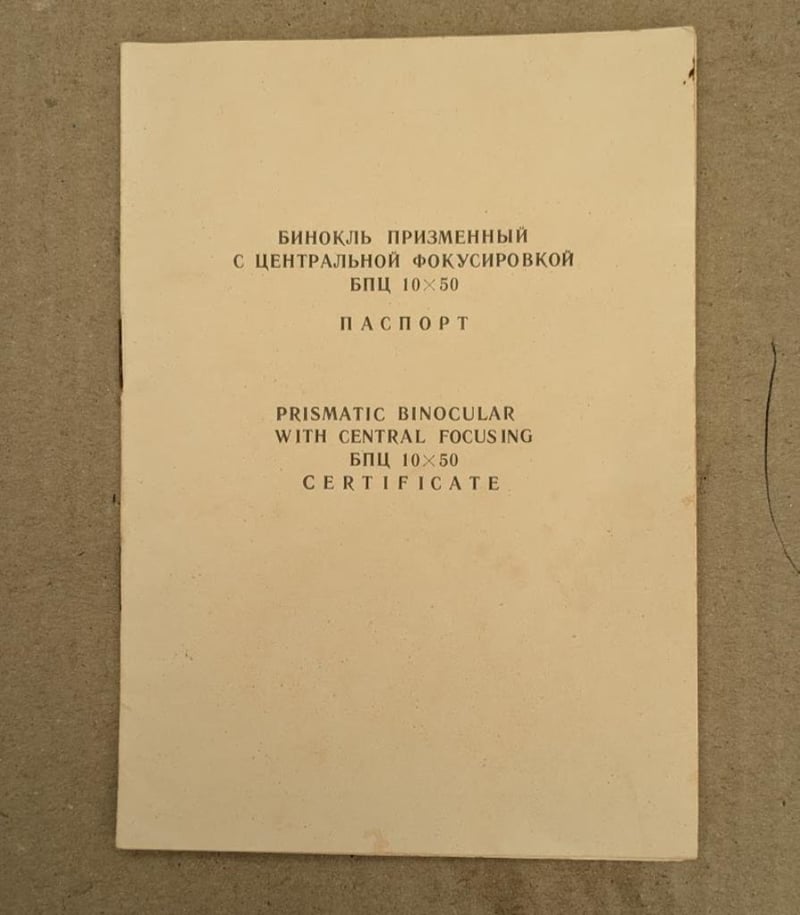 БИНОКЛЬ ПРИЗМЕННЫЙ
С ЦЕНТРАЛЬНОЙ ФОКУСИРОВКОЙ
БПЦ 10×50
ПАСПОРТ
PRISMATIC BINOCULAR
WITH CENTRAL FOCUSING
БПЦ 10×50
CERTIFICATE